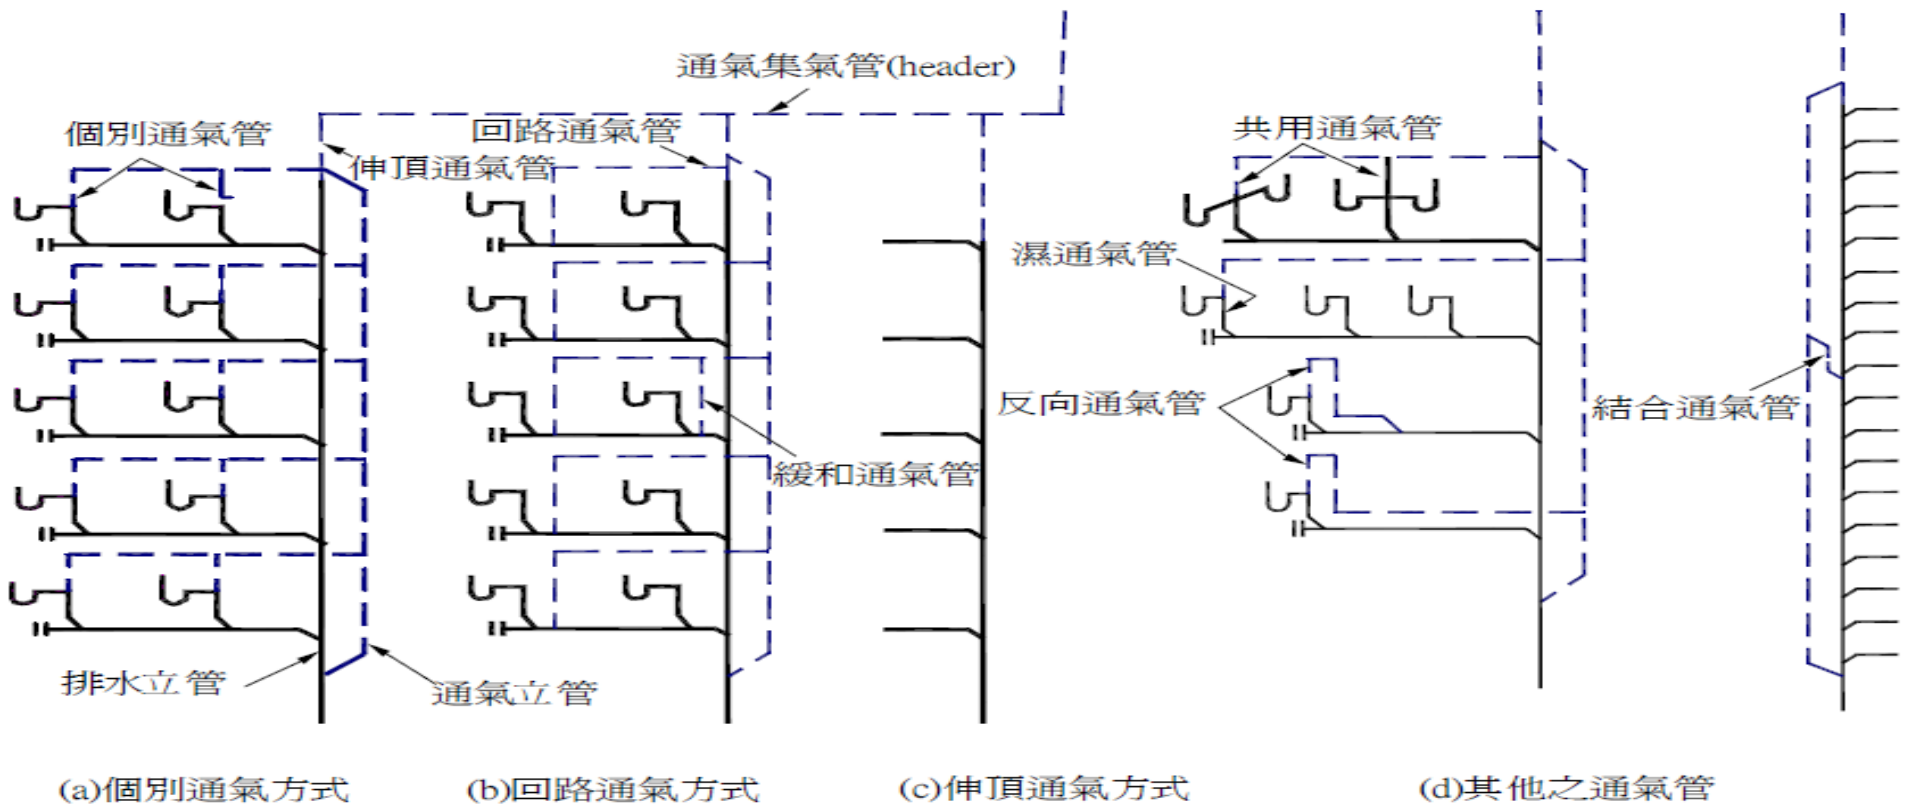 通氣集氣管(header)
個別通氣管
回路通氣管
共用通氣管
伸頂通氣管
濕通氣管
反向通氣管
結合通氣管
緩和通氣管
排水立管
通氣立管
(a)個別通氣方式
(b)回路通氣方式
(c)伸頂通氣方式
(d)其他之通氣管